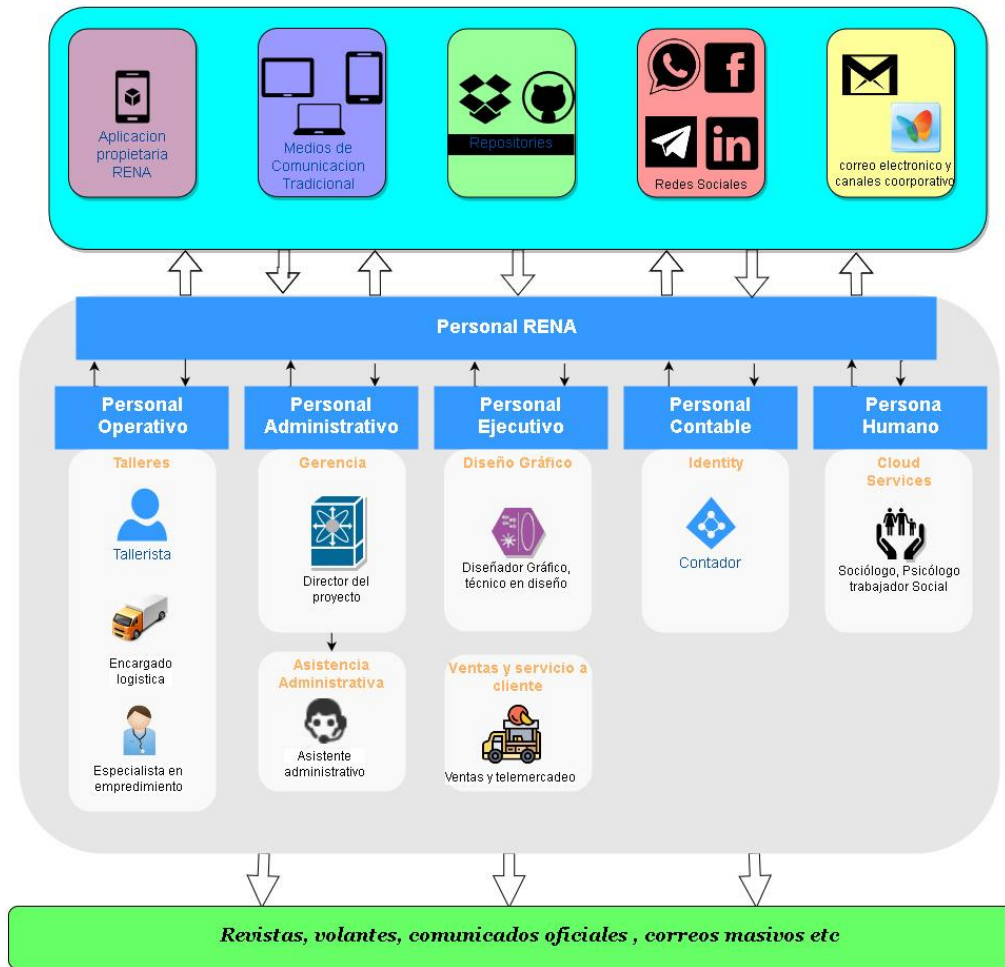 Aplicacion
propietaria
RENA
Medios de
Comunicacion
Tradicional
Repositories
Redes Sociales
correo electronico y
canales coorporativo
Personal RENA
Personal
Operativo
Personal
Administrativo
Personal
Ejecutivo
Personal
Contable
Persona
Humano
Talleres
Tallerista
Encargado
logistica
Especialista en
empredimiento
Gerencia
Director del
proyecto
Asistencia
Administrativa
Asistente
administrativo
Diseño Gráfico
Diseñador Gráfico,
técnico en diseño
Ventas y servicio a
cliente
Ventas y telemercadeo
Identity
Contador
Cloud
Services
Sociólogo, Psicólogo
trabajador Social
Revistas, volantes, comunicados oficiales , correos masivos etc